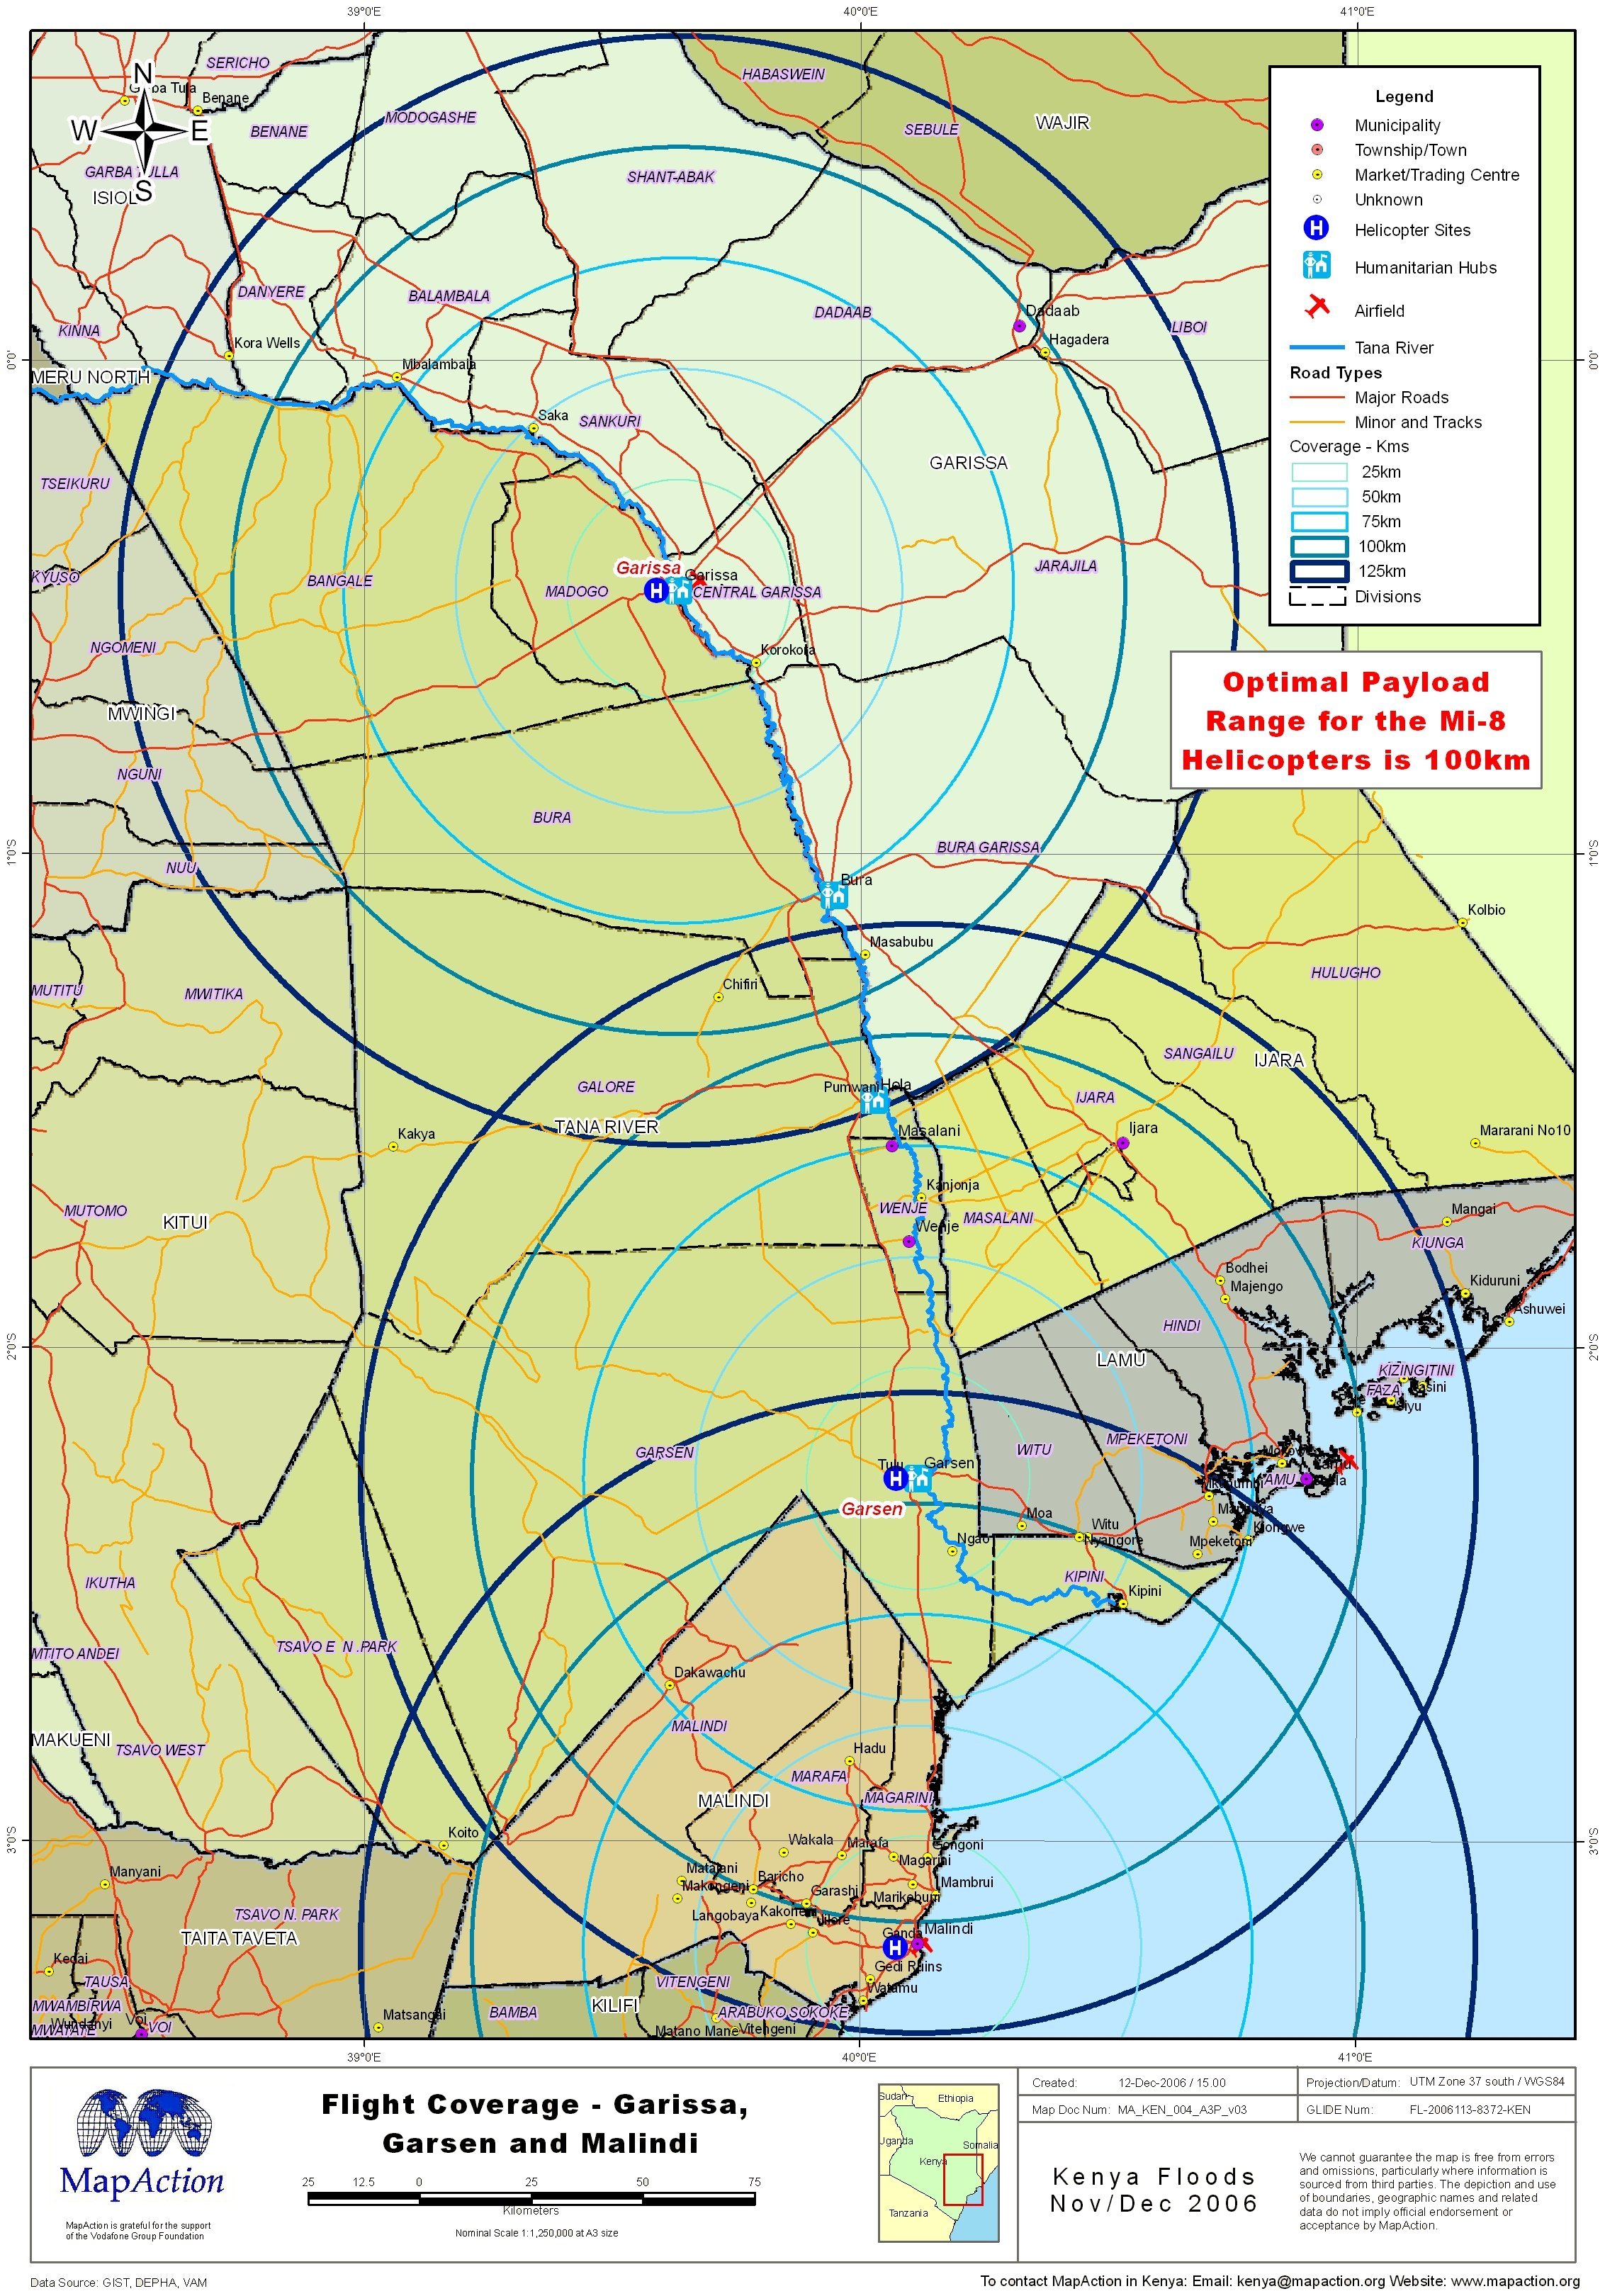 39°0'E
40°0'E
41°0'E
N
W
E
S
SERICHO
Benane
BENANE
MODOGASHE
HABASWEIN
SEBULE
WAJIR
SHANT-ABAK
DANYERE
BALAMBALA
DADAAB
Dadaab
LIBOI
Hagadera
KINNA
Kora Wells
0°0'
0°0'
MERU NORTH
Mbalambala
Saka
SANKURI
GARISSA
TSEIKURU
KYUSO
BANGALE
MADOGO
Garissa
Garissa
CENTRAL GARISSA
JARAJILA
Korokora
NGOMENI
MWINGI
NGUNI
BURA
BURA GARISSA
1°0'S
1°0'S
NUU
Bura
Masabubu
Kolbio
HULUGHO
MUTITU
MWITIKA
Chifiri
SANGAILU
IJARA
GALORE
Pumwani
Hola
IJARA
TANA RIVER
Kakya
Masalani
Ijara
Mararani No10
Kanjonja
MUTOMO
KITUI
WENJE
MASALANI
Wenje
Mangai
KIUNGA
Bodhei
Majengo
Kiduruni
Ashuwei
HINDI
2°0'S
2°0'S
LAMU
KIZINGITINI
FAZA
GARSEN
WITU
MPEKETONI
AMU
Garsen
Garsen
Moa
Witu
Nyangore
Ngao
Mpeketoni
KIPINI
Kipini
IKUTHA
TSAVO E N .PARK
MTITO ANDEI
Dakawachu
MALINDI
MAKUENI
TSAVO WEST
Hadu
MARAFA
MALINDI
MAGARINI
3°0'S
3°0'S
Koito
Wakala
Marafa
Gongoni
Magarini
Manyani
Baricho
Makongeni
Garashi
Marikebuni
Mambrui
Langobaya
TSAVO N. PARK
TAITA TAVETA
Ganda
Malindi
Gedi Ruins
Watamu
Kedai
TAUSA
VITENGENI
MWAMBIRWA
KILIFI
BAMBA
ARABUKO SOKOKE
Matsangai
VOI
MWATATE
Matano Mane
Vitengeni
39°0'E
40°0'E
41°0'E
Legend
Municipality
Township/Town
Market/Trading Centre
Unknown
H Helicopter Sites
Humanitarian Hubs
Airfield
Tana River
Road Types
Major Roads
Minor and Tracks
Coverage - Kms
25km
50km
75km
100km
125km
Divisions
Optimal Payload
Range for the Mi-8
Helicopters is 100km
MapAction
MapAction is grateful for the support
of the Vodafone Group Foundation
Flight Coverage - Garissa,
Garsen and Malindi
25 12.5 0 25 50 75
Kilometers
Nominal Scale 1:1,250,000 at A3 size
Sudan
Ethiopia
Uganda
Somalia
Kenya
Tanzania
Created: 12-Dec-2006 / 15.00
Projection/Datum: UTM Zone 37 south / WGS84
Map Doc Num: MA_KEN_004_A3P_v03
GLIDE Num: FL-2006113-8372-KEN
Kenya Floods
Nov/Dec 2006
We cannot guarantee the map is free from errors
and omissions, particularly where information is
sourced from third parties. The depiction and use
of boundaries, geographic names and related
data do not imply official endorsement or
acceptance by MapAction.
Data Source: GIST, DEPHA, VAM
To contact MapAction in Kenya: Email: kenya@mapaction.org Website: www.mapaction.org